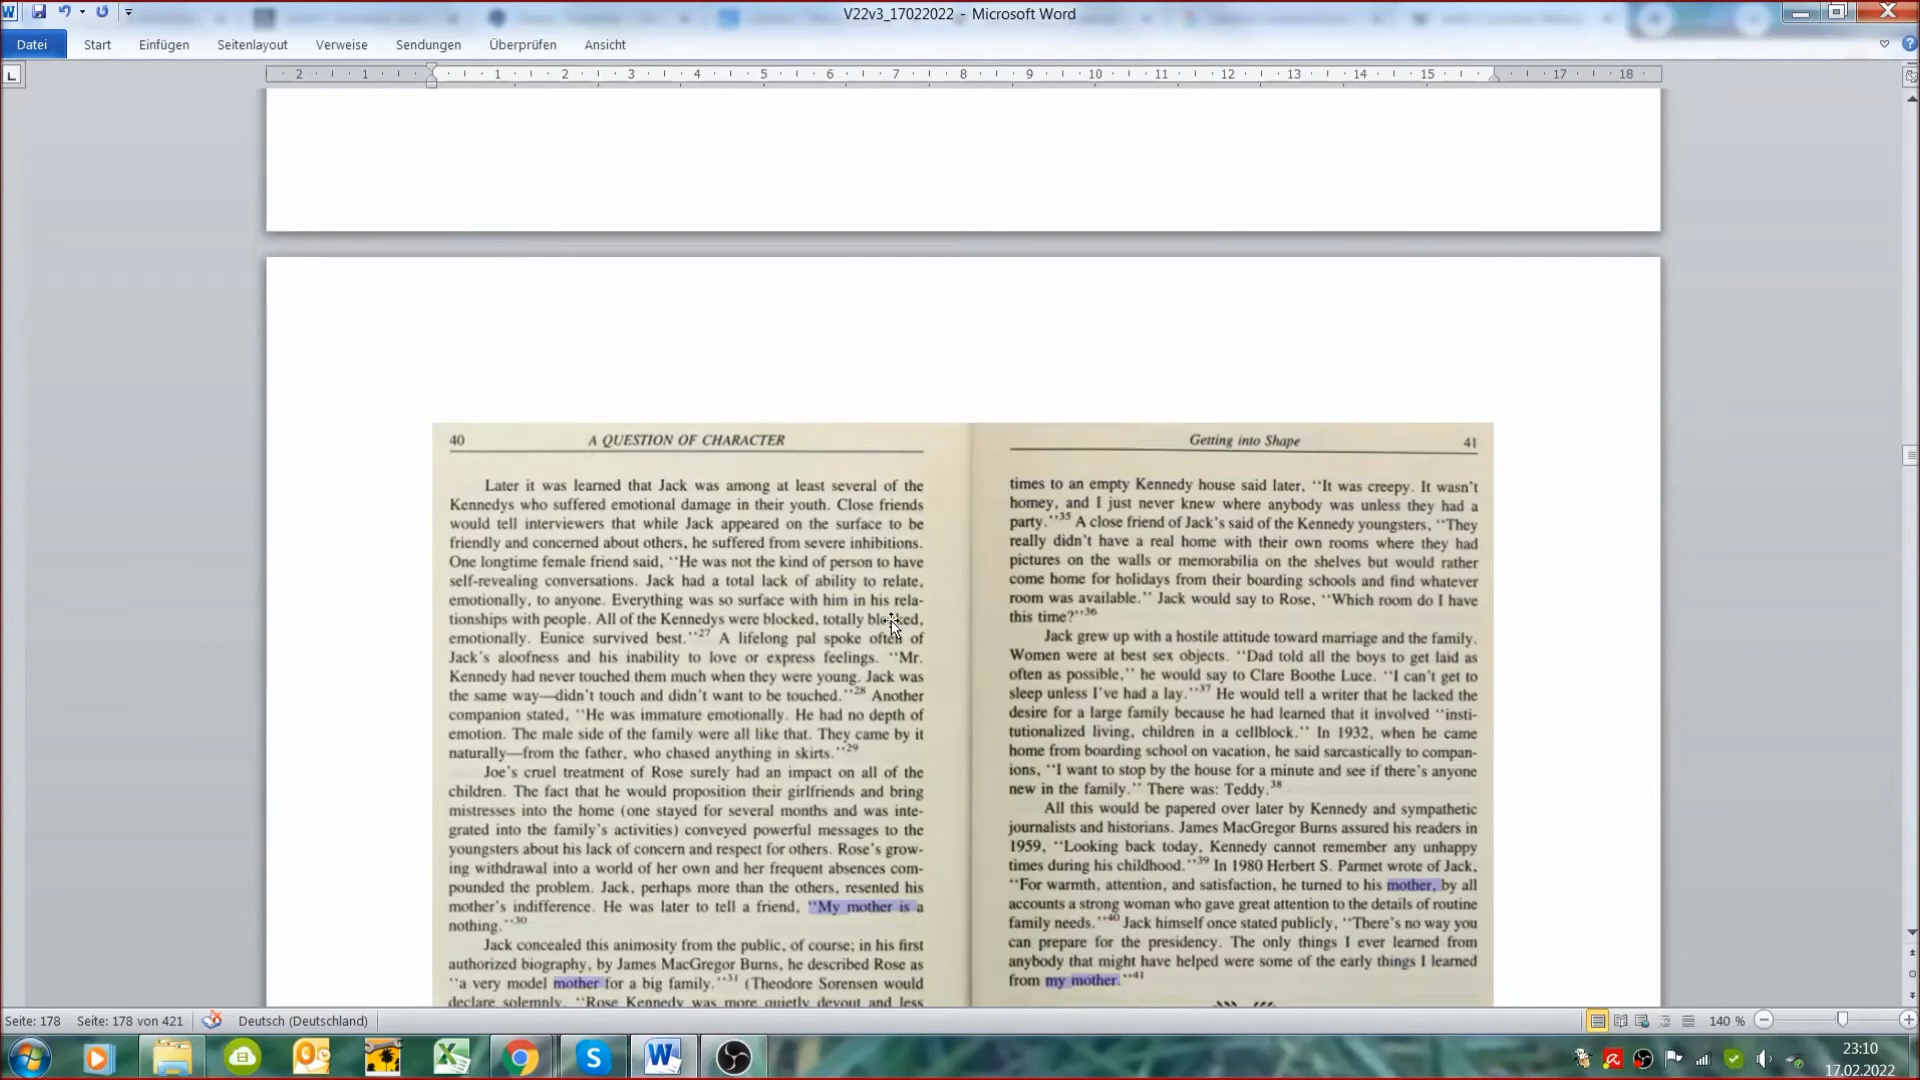 V22v3_17022022 - Microsoft Word
Datei Start Einfügen Seitenlayout Verweise Sendungen Überprüfen Ansicht
2 1 1 2 3 4 5 6 7 8 9 10 11 12 13 14 15 17 18
40 A QUESTION OF CHARACTER
Later it was learned that Jack was among at least several of the
Kennedys who suffered emotional damage in their youth. Close friends
would tell interviewers that while Jack appeared on the surface to be
friendly and concerned about others, he suffered from severe inhibitions.
One longtime female friend said, ‘‘He was not the kind of person to have
self-revealing conversations. Jack had a total lack of ability to relate,
emotionally, to anyone. Everything was so surface with him in his rela-
tionships with people. All of the Kennedys were blocked, totally blocked,
emotionally. Eunice survived best.’’27 A lifelong pal spoke often of
Jack’s aloofness and his inability to love or express feelings. ‘‘Mr.
Kennedy had never touched them much when they were young. Jack was
the same way—didn’t touch and didn’t want to be touched.’’28 Another
companion stated, ‘‘He was immature emotionally. He had no depth of
emotion. The male side of the family were all like that. They came by it
naturally—from the father, who chased anything in skirts.’’29
Joe’s cruel treatment of Rose surely had an impact on all of the
children. The fact that he would proposition their girlfriends and bring
mistresses into the home (one stayed for several months and was inte-
grated into the family’s activities) conveyed powerful messages to the
youngsters about his lack of concern and respect for others. Rose’s grow-
ing withdrawal into a world of her own and her frequent absences com-
pounded the problem. Jack, perhaps more than the others, resented his
mother’s indifference. He was later to tell a friend, ‘‘My mother is a
nothing.’’30
Jack concealed this animosity from the public, of course; in his first
authorized biography, by James MacGregor Burns, he described Rose as
‘‘a very model mother for a big family.’’31 (Theodore Sorensen would
declare solemnly, ‘‘Rose Kennedy was more quietly devout and less
Getting into Shape 41
times to an empty Kennedy house said later, ‘‘It was creepy. It wasn’t
homey, and I just never knew where anybody was unless they had a
party.’’35 A close friend of Jack’s said of the Kennedy youngsters, ‘‘They
really didn’t have a real home with their own rooms where they had
pictures on the walls or memorabilia on the shelves but would rather
come home for holidays from their boarding schools and find whatever
room was available.’’ Jack would say to Rose, ‘‘Which room do I have
this time?’’36
Jack grew up with a hostile attitude toward marriage and the family.
Women were at best sex objects. ‘‘Dad told all the boys to get laid as
often as possible,’’ he would say to Clare Boothe Luce. ‘‘I can’t get to
sleep unless I’ve had a lay.’’37 He would tell a writer that he lacked the
desire for a large family because he had learned that it involved ‘‘insti-
tutionalized living, children in a cellblock.’’ In 1932, when he came
home from boarding school on vacation, he said sarcastically to compan-
ions, ‘‘I want to stop by the house for a minute and see if there’s anyone
new in the family.’’ There was: Teddy.38
All this would be papered over later by Kennedy and sympathetic
journalists and historians. James MacGregor Burns assured his readers in
1959, ‘‘Looking back today, Kennedy cannot remember any unhappy
times during his childhood.’’39 In 1980 Herbert S. Parmet wrote of Jack,
‘‘For warmth, attention, and satisfaction, he turned to his mother, by all
accounts a strong woman who gave great attention to the details of routine
family needs.’’40 Jack himself once stated publicly, ‘‘There’s no way you
can prepare for the presidency. The only things I ever learned from
anybody that might have helped were some of the early things I learned
from my mother.’’41
Seite: 178 Seite: 178 von 421 Deutsch (Deutschland) 140 %
23:10
17.02.2022